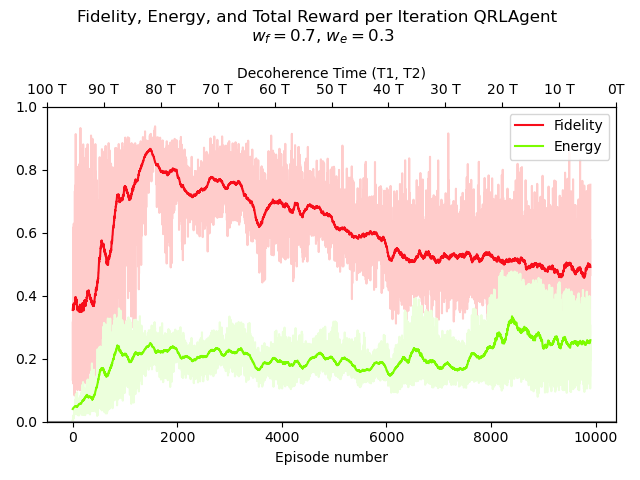 Fidelity, Energy, and Total Reward per Iteration QRLAgent
w_f = 0.7, w_e = 0.3
Decoherence Time (T1, T2)
100 T 90 T 80 T 70 T 60 T 50 T 40 T 30 T 20 T 10 T 0T
Fidelity
Energy
1.0
0.8
0.6
0.4
0.2
0.0
0 2000 4000 6000 8000 10000
Episode number